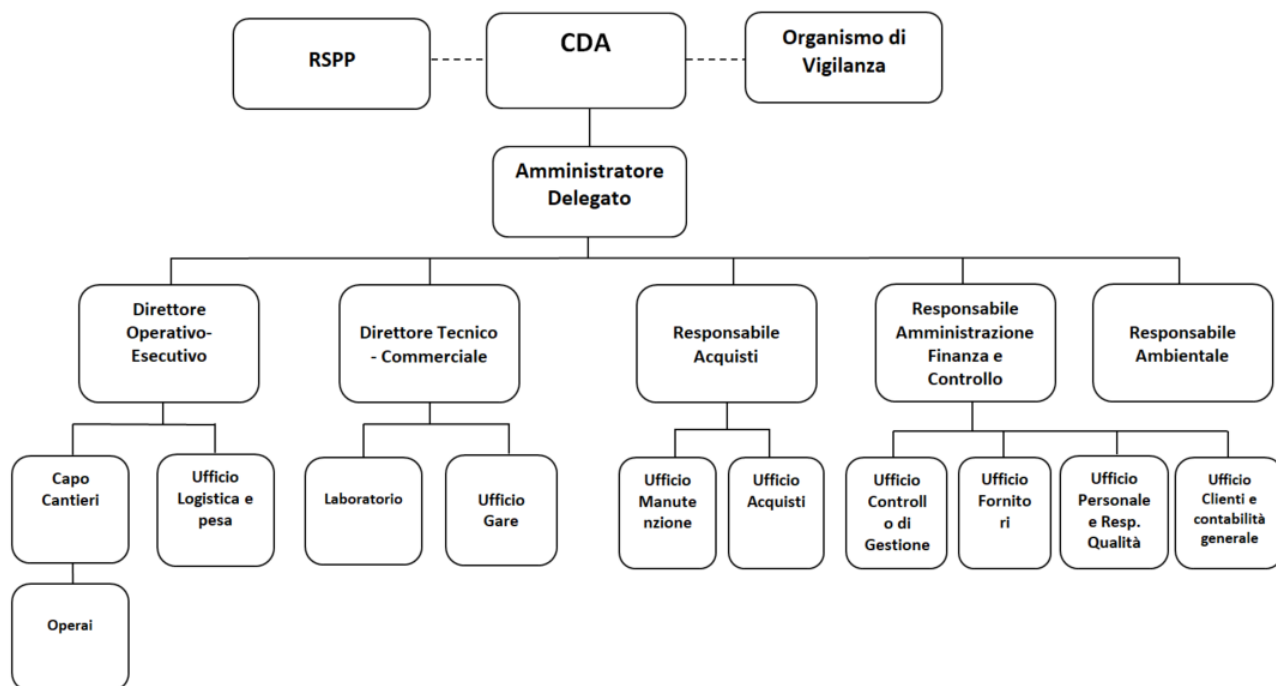 RSPP
CDA
Organismo di
Vigilanza
Amministratore
Delegato
Direttore
Operativo-
Esecutivo
Direttore Tecnico
- Commerciale
Responsabile
Acquisti
Responsabile
Amministrazione
Finanza e
Controllo
Responsabile
Ambientale
Capo
Cantieri
Ufficio
Logistica e
pesa
Laboratorio
Ufficio
Gare
Ufficio
Manute
nzione
Ufficio
Acquisti
Ufficio
Controll
o di
Gestione
Ufficio
Fornito
ri
Ufficio
Personale
e Resp.
Qualità
Ufficio
Clienti e
contabilità
generale
Operai